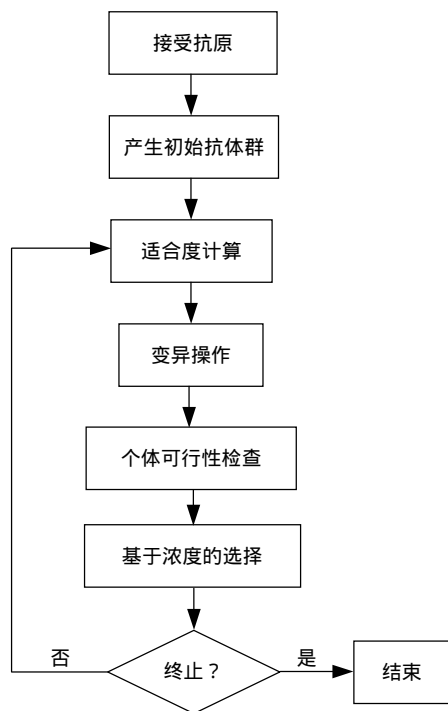 接受抗原
产生初始抗体群
适合度计算
变异操作
个体可行性检查
基于浓度的选择
终止？
否
是
结束